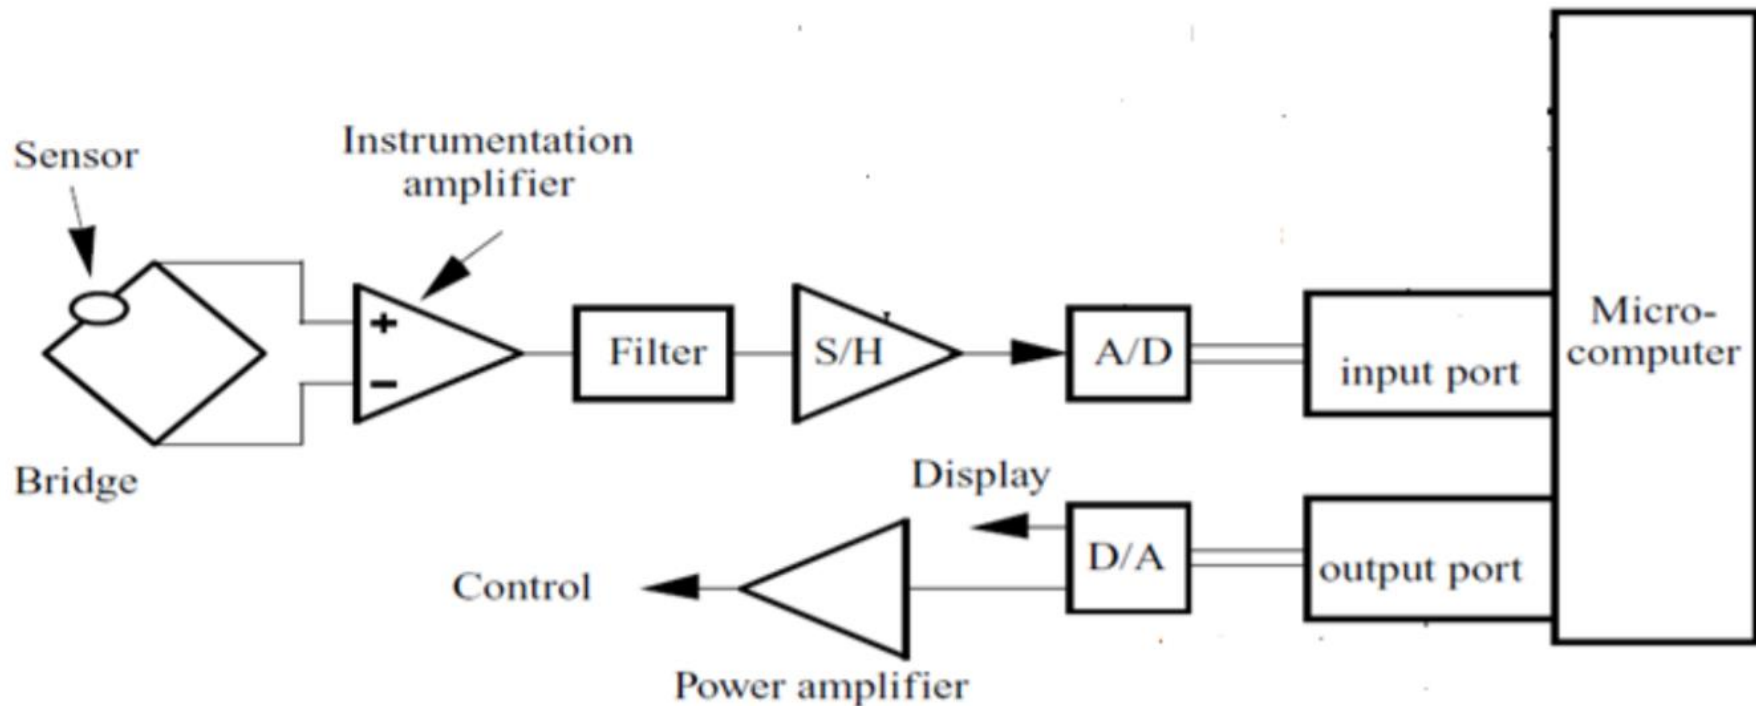 Sensor
Instrumentation
amplifier
+
−
Filter
S/H
A/D
input port
Micro-
computer
Bridge
Display
D/A
output port
Control
Power amplifier